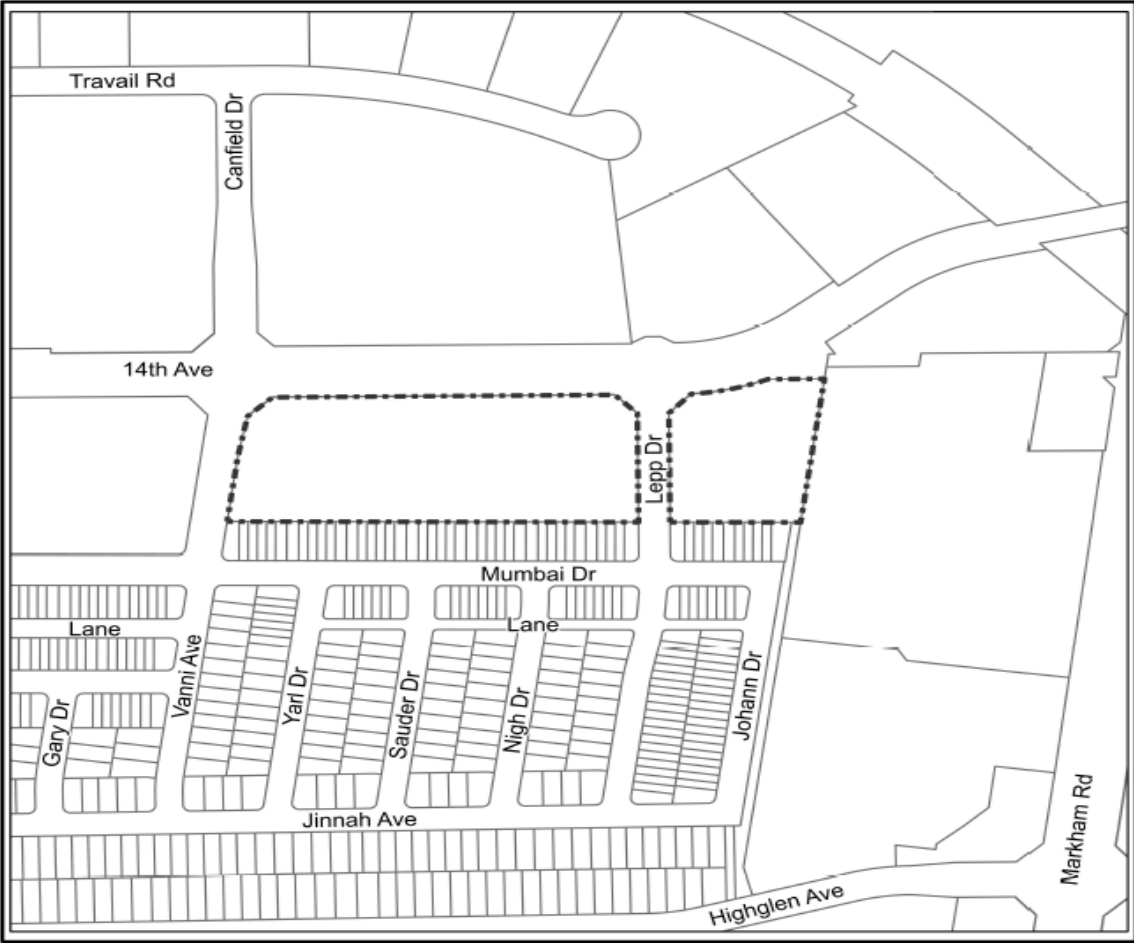 Travail Rd
Canfield Dr
14th Ave
Lepp Dr
Mumbai Dr
Lane
Lane
Vanni Ave
Yarl Dr
Sauder Dr
Nigh Dr
Johann Dr
Gary Dr
Jinnah Ave
Markham Rd
Highglen Ave